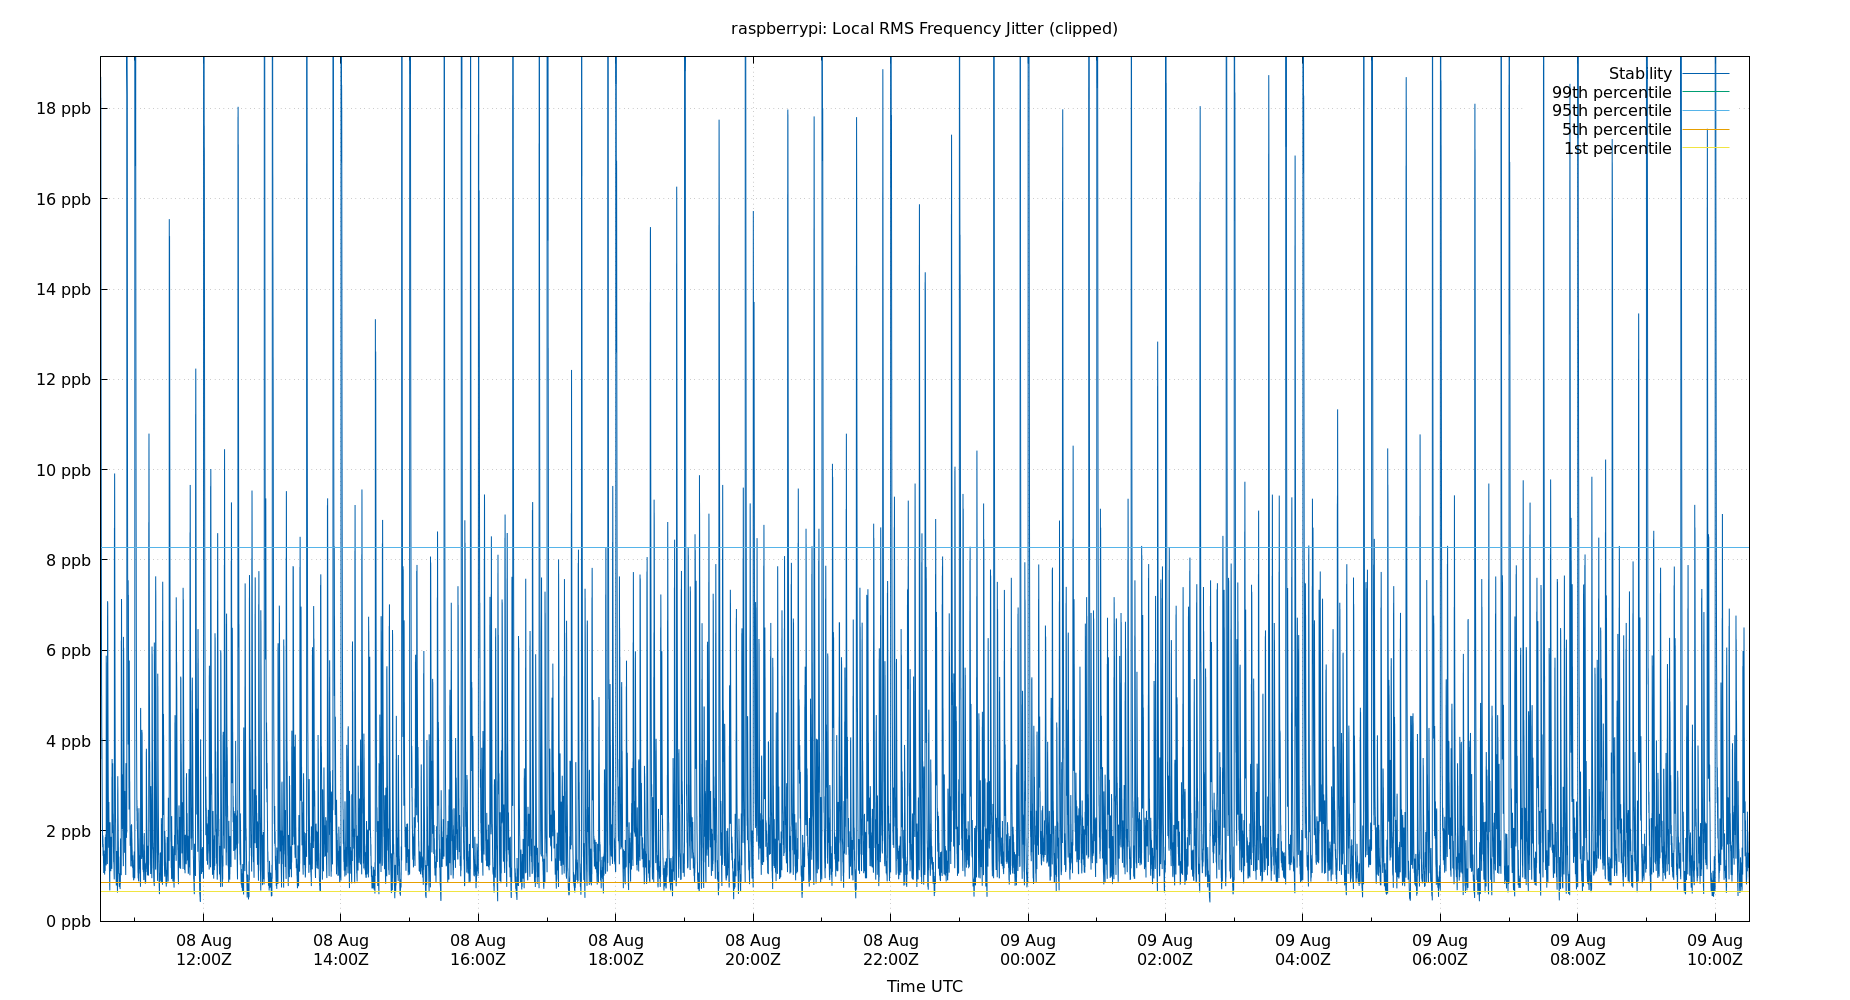 raspberrypi: Local RMS Frequency Jitter (clipped)
Stability
99th percentile
95th percentile
5th percentile
1st percentile
18 ppb
16 ppb
14 ppb
12 ppb
10 ppb
8 ppb
6 ppb
4 ppb
2 ppb
0 ppb
08 Aug 08 Aug 08 Aug 08 Aug 08 Aug 08 Aug 09 Aug 09 Aug 09 Aug 09 Aug 09 Aug 09 Aug
12:00Z 14:00Z 16:00Z 18:00Z 20:00Z 22:00Z 00:00Z 02:00Z 04:00Z 06:00Z 08:00Z 10:00Z
Time UTC